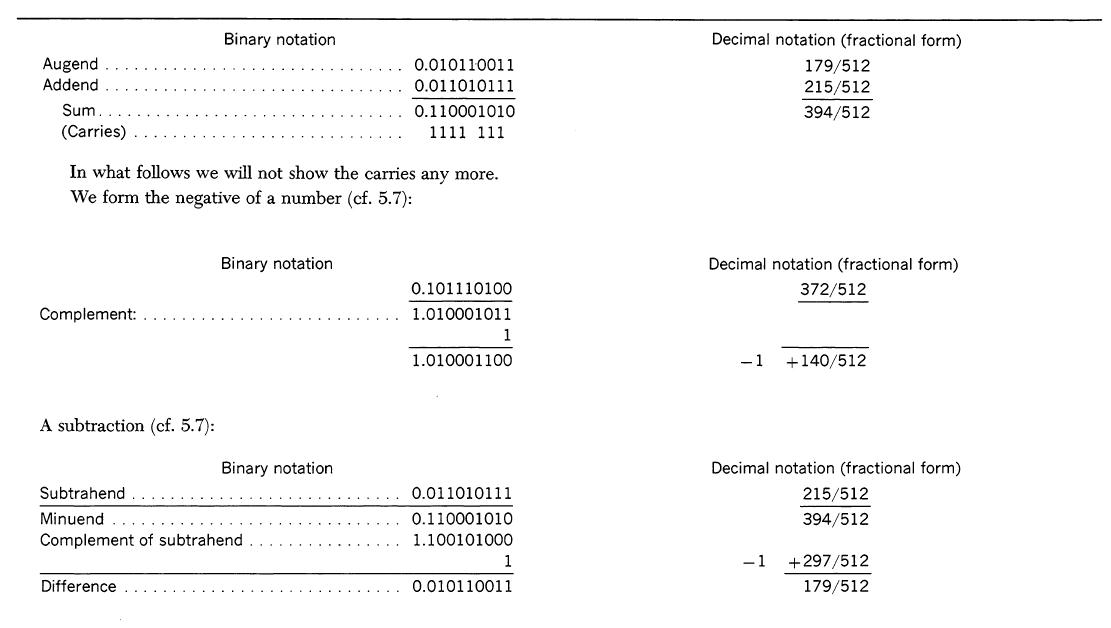 Binary notation Decimal notation (fractional form)
Augend . . . . . . . . . . . . . . . . . . . . . . . . . . . . . . . 0.010110011 179/512
Addend . . . . . . . . . . . . . . . . . . . . . . . . . . . . . . . 0.011010111 215/512
Sum. . . . . . . . . . . . . . . . . . . . . . . . . . . . . . . . 0.110001010 394/512
(Carries) . . . . . . . . . . . . . . . . . . . . . . . . . . . . 1111 111
In what follows we will not show the carries any more.
We form the negative of a number (cf. 5.7):
Binary notation Decimal notation (fractional form)
0.101110100 372/512
Complement: . . . . . . . . . . . . . . . . . . . . . . . . . . . 1.010001011
1
1.010001100 −1 +140/512
A subtraction (cf. 5.7):
Binary notation Decimal notation (fractional form)
Subtrahend . . . . . . . . . . . . . . . . . . . . . . . . . . . . 0.011010111 215/512
Minuend . . . . . . . . . . . . . . . . . . . . . . . . . . . . . . 0.110001010 394/512
Complement of subtrahend . . . . . . . . . . . . . . . . 1.100101000
1 −1 +297/512
Difference . . . . . . . . . . . . . . . . . . . . . . . . . . . . . 0.010110011 179/512